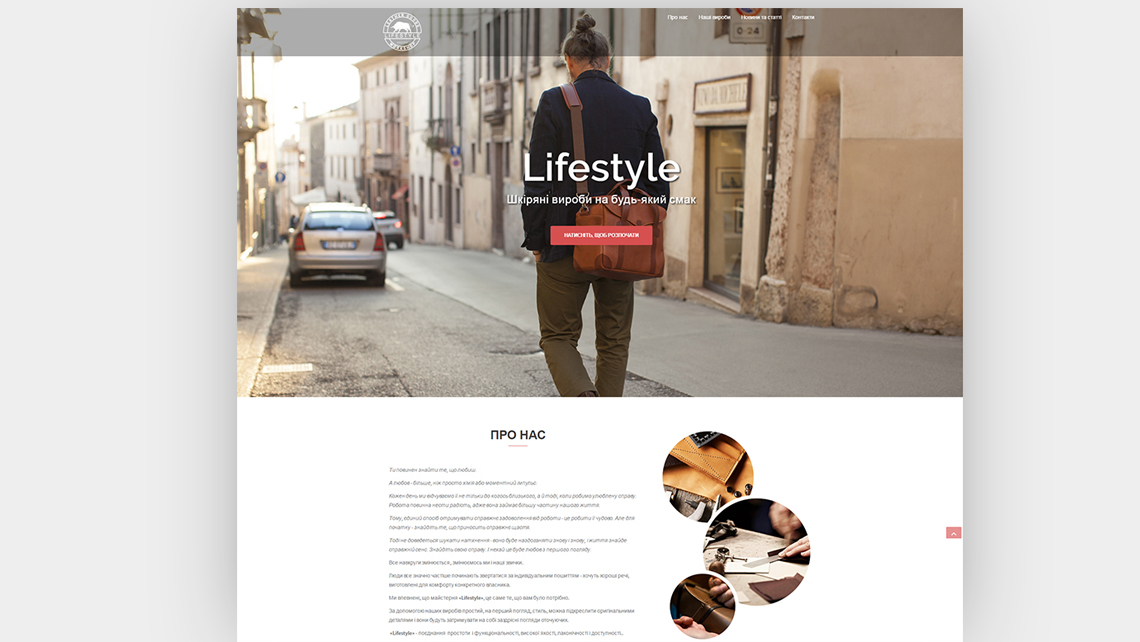 LIFESTYLE
Про нас Наші вироби Новини та статті Контакти
Lifestyle
Шкіряні вироби на будь-який смак
НАТИСНІТЬ, ЩОБ РОЗПОЧАТИ
ПРО НАС
Ти повинен знайти те, що любиш.
А любов - більше, ніж просто хімія або моментний імпульс.
Кожен день ми відчуваємо її не тільки до когось близького, а й тоді, коли робимо улюблену справу.
Робота повинна нести радість, адже вона займає більшу частину нашого життя.
Тому, єдиний спосіб отримувати справжнє задоволення від роботи - це робити її чудово. Але для
початку - знайдіть те, що приносить справжнє щастя.
Тоді не доведеться шукати натхнення - воно буде наздоганяти знову і знову, і життя знайде
справжній сенс. Знайдіть свою справу. І нехай це буде любов з першого погляду.
Все навкруги змінюється, змінюємось ми і наші звички.
Люди все значно частіше починають звертатися за індивідуальним пошиттям - хочуть хороші речі,
виготовлені для комфорту конкретного власника.
Ми впевнені, що майстерня «Lifestyle», це саме те, що вам було потрібно.
За допомогою наших виробів простий, на перший погляд, стиль, можна підкреслити оригінальними
деталями і вони будуть затримувати на собі заздрісні погляди оточуючих.
«Lifestyle» - поєднання простоти і функціональності, високої якості, лаконічності і доступності.